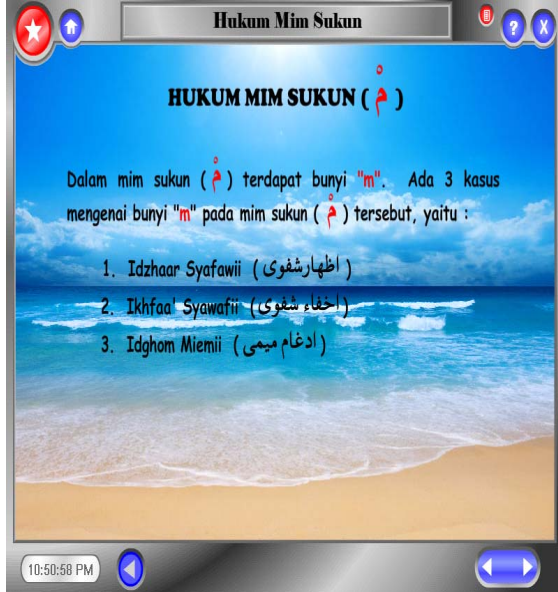 Hukum Mim Sukun
?
X
HUKUM MIM SUKUN ( مْ )
Dalam mim sukun ( مْ ) terdapat bunyi "m". Ada 3 kasus
mengenai bunyi "m" pada mim sukun ( مْ ) tersebut, yaitu :
1. Idzhaar Syafawii ( اظهارشفوى )
2. Ikhfaa' Syawafii ( إخفاء شفوى )
3. Idghom Miemii ( ادغام ميمى )
10:50:58 PM